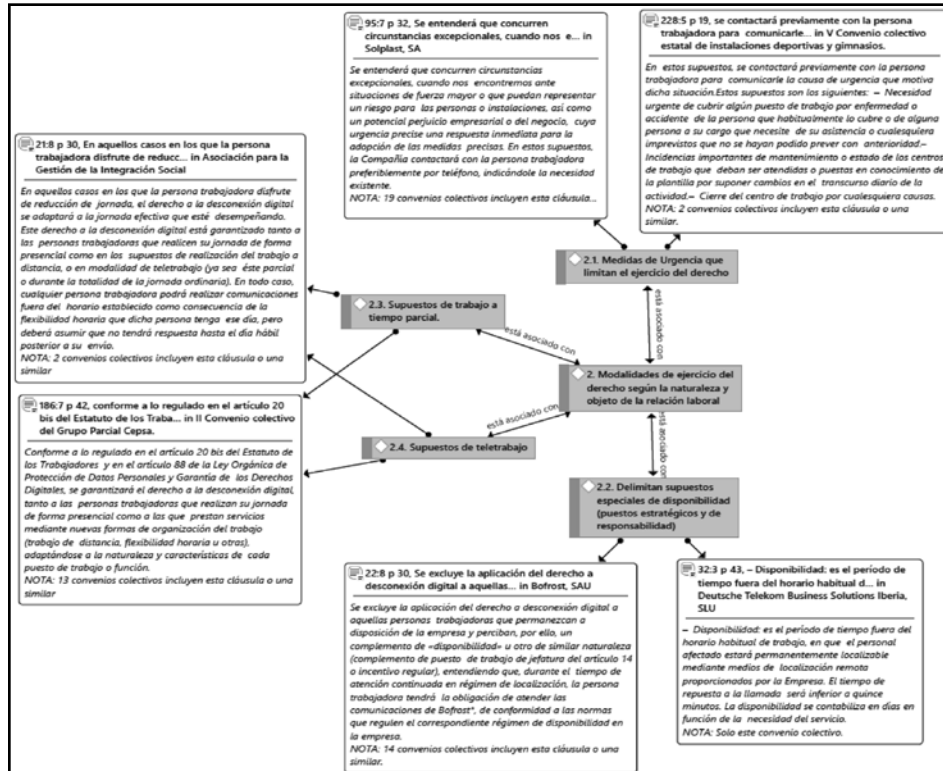 95:7 p 32, Se entenderá que concurren
circunstancias excepcionales, cuando nos e... in
Solplast, SA
Se entenderá que concurren circunstancias
excepcionales, cuando nos encontremos ante
situaciones de fuerza mayor o que puedan representar
un riesgo para las personas o instalaciones, así como
un potencial perjuicio empresarial o del negocio, cuya
urgencia precise una respuesta inmediata para la
adopción de las medidas precisas. En estos supuestos,
la Compañía contactará con la persona trabajadora
preferiblemente por teléfono, indicándole la necesidad
existente.
NOTA: 19 convenios colectivos incluyen esta cláusula...
228:5 p 19, se contactará previamente con la persona
trabajadora para comunicarle... in V Convenio colectivo
estatal de instalaciones deportivas y gimnasios.
En estos supuestos, se contactará previamente con la persona
trabajadora para comunicarle la causa de urgencia que motiva
dicha situación.Estos supuestos son los siguientes: – Necesidad
urgente de cubrir algún puesto de trabajo por enfermedad o
accidente de la persona que habitualmente lo cubre o de alguna
persona a su cargo que necesite de su asistencia o cualesquiera
imprevistos que no se hayan podido prever con anterioridad.–
Incidencias importantes de mantenimiento o estado de los centros
de trabajo que deban ser atendidas o puestas en conocimiento de
la plantilla por suponer cambios en el transcurso diario de la
actividad.– Cierre del centro de trabajo por cualesquiera causas.
NOTA: 2 convenios colectivos incluyen esta cláusula o una
similar.
21:8 p 30, En aquellos casos en los que la persona
trabajadora disfrute de reducc... in Asociación para la
Gestión de la Integración Social
En aquellos casos en los que la persona trabajadora disfrute
de reducción de jornada, el derecho a la desconexión digital
se adaptará a la jornada efectiva que esté desempeñando.
Este derecho a la desconexión digital está garantizado tanto a
las personas trabajadoras que realicen su jornada de forma
presencial como en los supuestos de realización del trabajo a
distancia, o en modalidad de teletrabajo (ya sea éste parcial
o durante la totalidad de la jornada ordinaria). En todo caso,
cualquier persona trabajadora podrá realizar comunicaciones
fuera del horario establecido como consecuencia de la
flexibilidad horaria que dicha persona tenga ese día, pero
deberá asumir que no tendrá respuesta hasta el día hábil
posterior a su envío.
NOTA: 2 convenios colectivos incluyen esta cláusula o una
similar
2.1. Medidas de Urgencia que
limitan el ejercicio del derecho
está asociado con
2.3. Supuestos de trabajo a
tiempo parcial.
está asociado con
2. Modalidades de ejercicio del
derecho según la naturaleza y
objeto de la relación laboral
está asociado con
2.4. Supuestos de teletrabajo
está asociado con
186:7 p 42, conforme a lo regulado en el artículo 20
bis del Estatuto de los Traba... in II Convenio colectivo
del Grupo Parcial Cepsa.
Conforme a lo regulado en el artículo 20 bis del Estatuto de
los Trabajadores y en el artículo 88 de la Ley Orgánica de
Protección de Datos Personales y Garantía de los Derechos
Digitales, se garantizará el derecho a la desconexión digital,
tanto a las personas trabajadoras que realizan su jornada
de forma presencial como a las que prestan servicios
mediante nuevas formas de organización del trabajo
(trabajo de distancia, flexibilidad horaria u otras),
adaptándose a la naturaleza y características de cada
puesto de trabajo o función.
NOTA: 13 convenios colectivos incluyen esta cláusula o una
similar
2.2. Delimitan supuestos
especiales de disponibilidad
(puestos estratégicos y de
responsabilidad)
22:8 p 30, Se excluye la aplicación del derecho a
desconexión digital a aquellas... in Bofrost, SAU
Se excluye la aplicación del derecho a desconexión digital a
aquellas personas trabajadoras que permanezcan a
disposición de la empresa y perciban, por ello, un
complemento de «disponibilidad» u otro de similar naturaleza
(complemento de puesto de trabajo de jefatura del artículo 14
o incentivo regular), entendiendo que, durante el tiempo de
atención continuada en régimen de localización, la persona
trabajadora tendrá la obligación de atender las
comunicaciones de Bofrost*, de conformidad a las normas
que regulen el correspondiente régimen de disponibilidad en
la empresa.
NOTA: 14 convenios colectivos incluyen esta cláusula o una
similar.
32:3 p 43, – Disponibilidad: es el período de
tiempo fuera del horario habitual d... in
Deutsche Telekom Business Solutions Iberia,
SLU
– Disponibilidad: es el período de tiempo fuera del
horario habitual de trabajo, en que el personal
afectado estará permanentemente localizable
mediante medios de localización remota
proporcionados por la Empresa. El tiempo de
repuesta a la llamada será inferior a quince
minutos. La disponibilidad se contabiliza en días en
función de la necesidad del servicio.
NOTA: Solo este convenio colectivo.